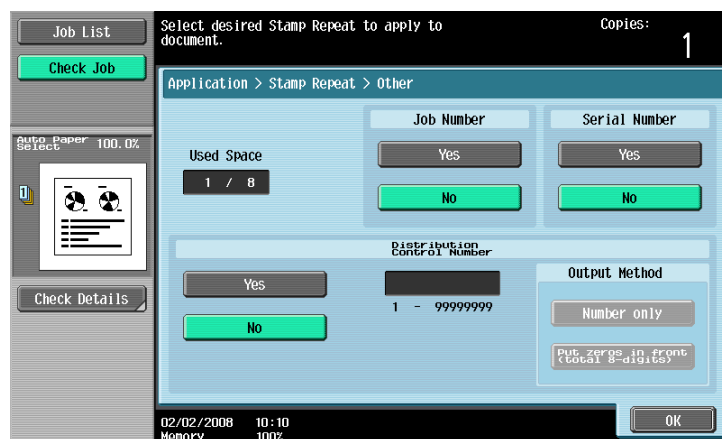 Job List
Check Job
Select desired Stamp Repeat to apply to
document.
Copies:
1
Application > Stamp Repeat > Other
Auto Paper
Select
100.0%
1
Check Details
Used Space
1 / 8
Job Number
Yes
No
Serial Number
Yes
No
Distribution
Control Number
Yes
No
1 - 99999999
Output Method
Number only
Put zeros in front
(total 8-digits)
02/02/2008 10:10
Memory 100%
OK